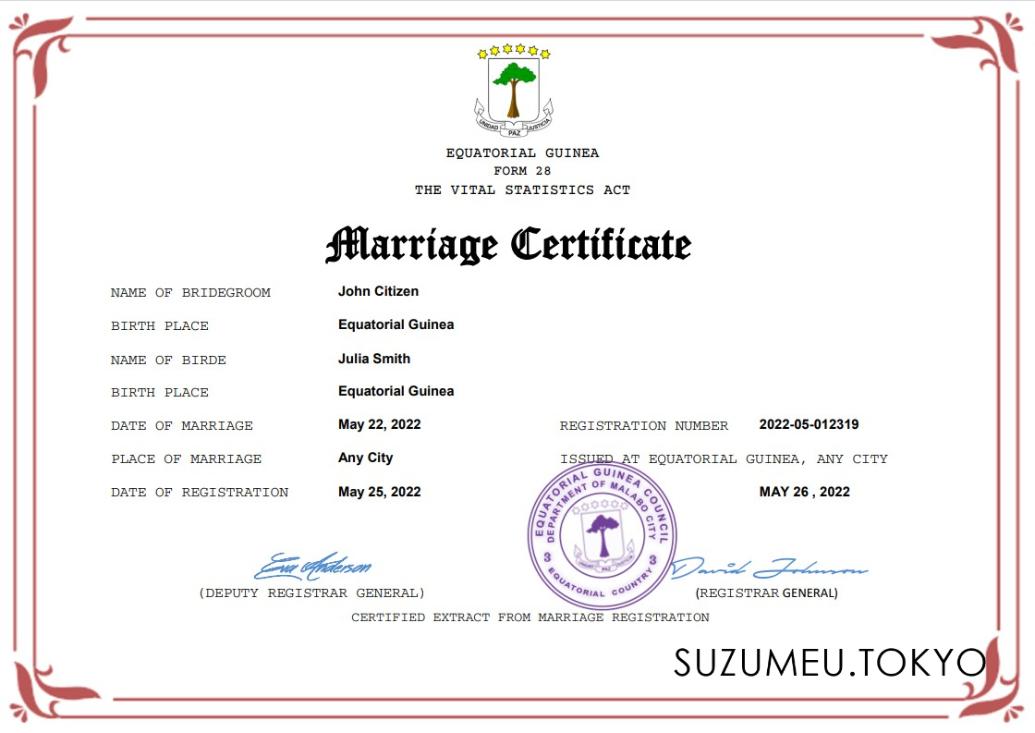 UNIDAD PAZ JUSTICIA
EQUATORIAL GUINEA
FORM 28
THE VITAL STATISTICS ACT
Marriage Certificate
NAME OF BRIDEGROOM John Citizen
BIRTH PLACE Equatorial Guinea
NAME OF BIRDE Julia Smith
BIRTH PLACE Equatorial Guinea
DATE OF MARRIAGE May 22, 2022 REGISTRATION NUMBER 2022-05-012319
PLACE OF MARRIAGE Any City ISSUED AT EQUATORIAL GUINEA, ANY CITY
DATE OF REGISTRATION May 25, 2022 MAY 26 , 2022
EQUATORIAL GUINEA COUNCIL
DEPARTMENT OF MALABO CITY
PAZ
3 3
EQUATORIAL COUNTRY
Eva Anderson David Johnson
(DEPUTY REGISTRAR GENERAL) (REGISTRAR GENERAL)
CERTIFIED EXTRACT FROM MARRIAGE REGISTRATION
SUZUMEU.TOKYO